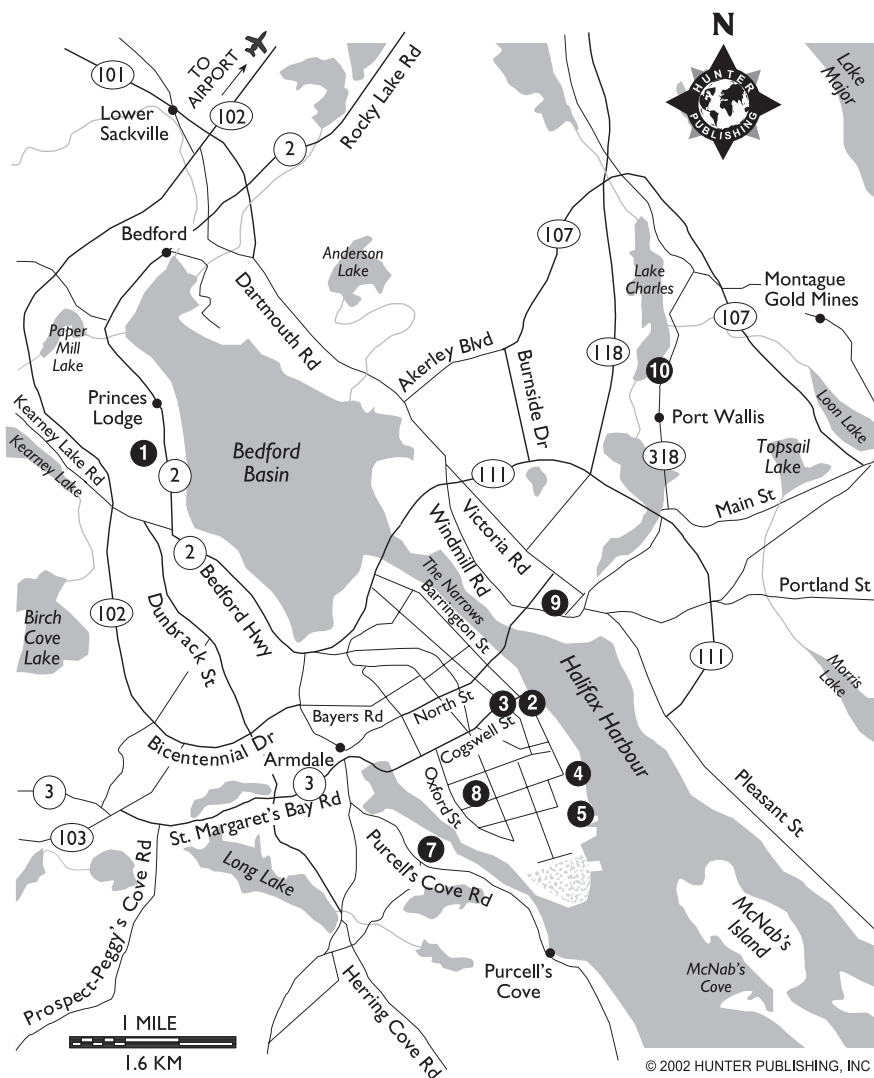 N
HUNTER
PUBLISHING
101
TO
AIRPORT
102
Lower
Sackville
2
Rocky Lake Rd
Lake
Major
Bedford
Anderson
Lake
107
Lake
Charles
Montague
Gold Mines
107
Dartmouth Rd
Paper
Mill
Lake
Akerley Blvd
118
Burnside Dr
10
Princes
Lodge
Port Wallis
Loon Lake
Kearney Lake Rd
Kearney Lake
1
2
Bedford
Basin
111
318
Topsail
Lake
Main St
Victoria Rd
Windmill Rd
2
Bedford Hwy
The Narrows
Barrington St
9
Portland St
102
Dunbrack St
Birch
Cove
Lake
111
Morris
Lake
Halifax Harbour
Bayers Rd
North St
3
2
Bicentennial Dr
Armdale
Cogswell St
3
3
Oxford St
8
4
5
Pleasant St
103
St. Margaret's Bay Rd
7
Long Lake
Purcell's Cove Rd
Prospect-Peggy's Cove Rd
McNab's
Island
McNab's
Cove
Purcell's
Cove
Herring Cove Rd
1 MILE
1.6 KM
© 2002 HUNTER PUBLISHING, INC